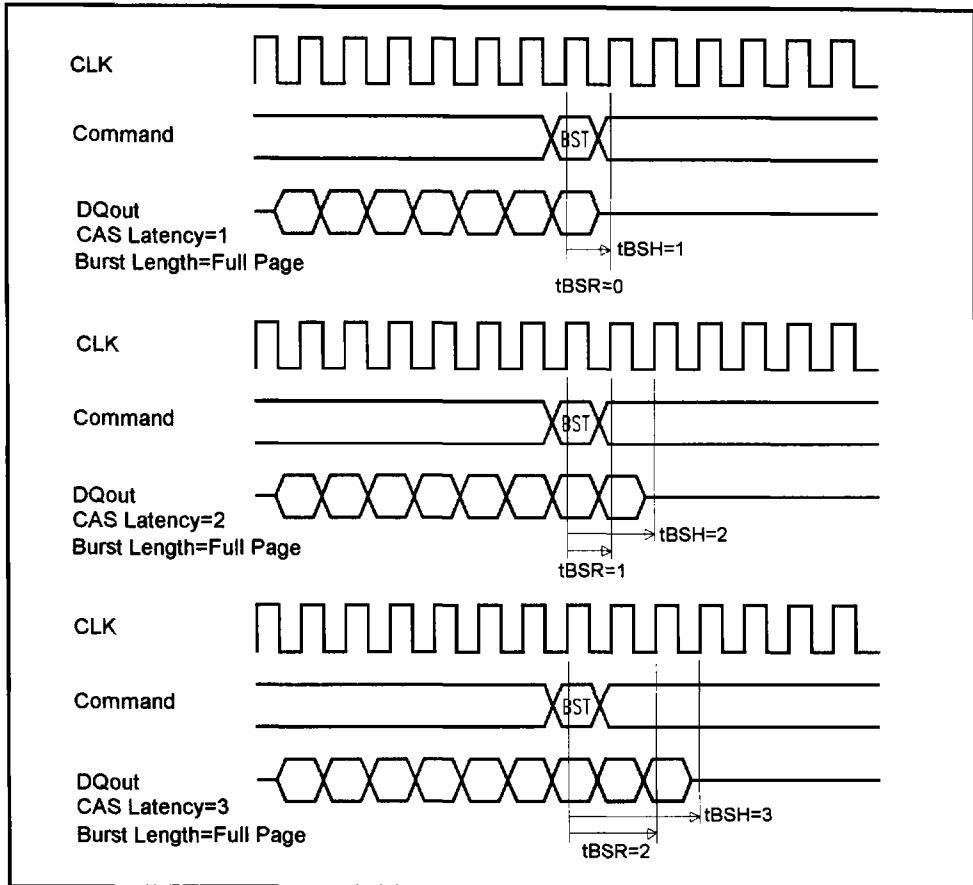 CLK
Command
BST
DQout
CAS Latency=1
Burst Length=Full Page
tBSH=1
tBSR=0
CLK
Command
BST
DQout
CAS Latency=2
Burst Length=Full Page
tBSH=2
tBSR=1
CLK
Command
BST
DQout
CAS Latency=3
Burst Length=Full Page
tBSH=3
tBSR=2